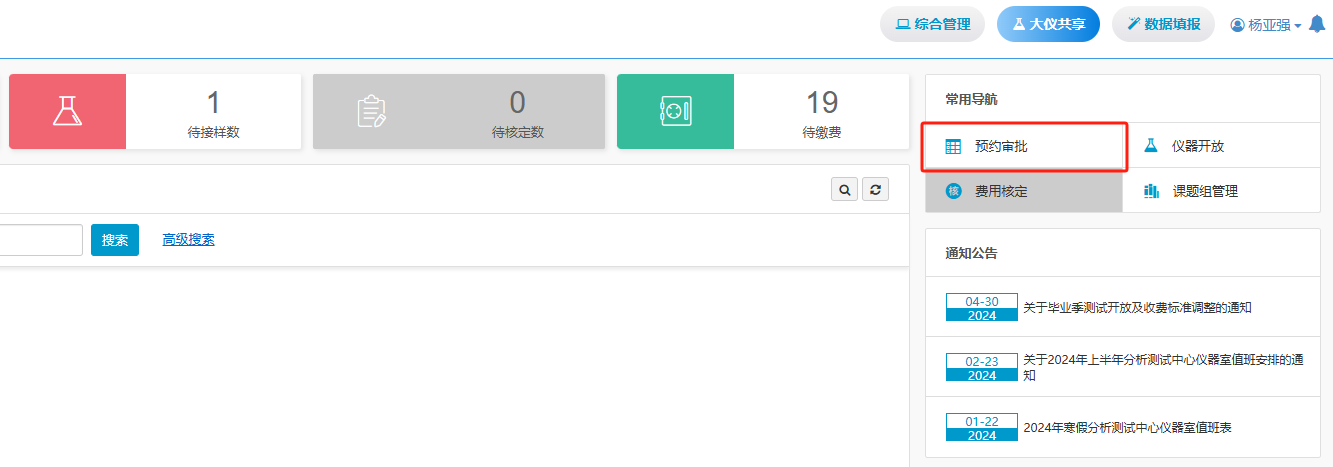 综合管理
大仪共享
数据填报
杨亚强
1
待接样数
0
待核定数
19
待缴费
搜索
高级搜索
常用导航
预约审批
仪器开放
核
费用核定
课题组管理
通知公告
04-30
2024
关于毕业季测试开放及收费标准调整的通知
02-23
2024
关于2024年上半年分析测试中心仪器室值班安排的通
知
01-22
2024
2024年寒假分析测试中心仪器室值班表